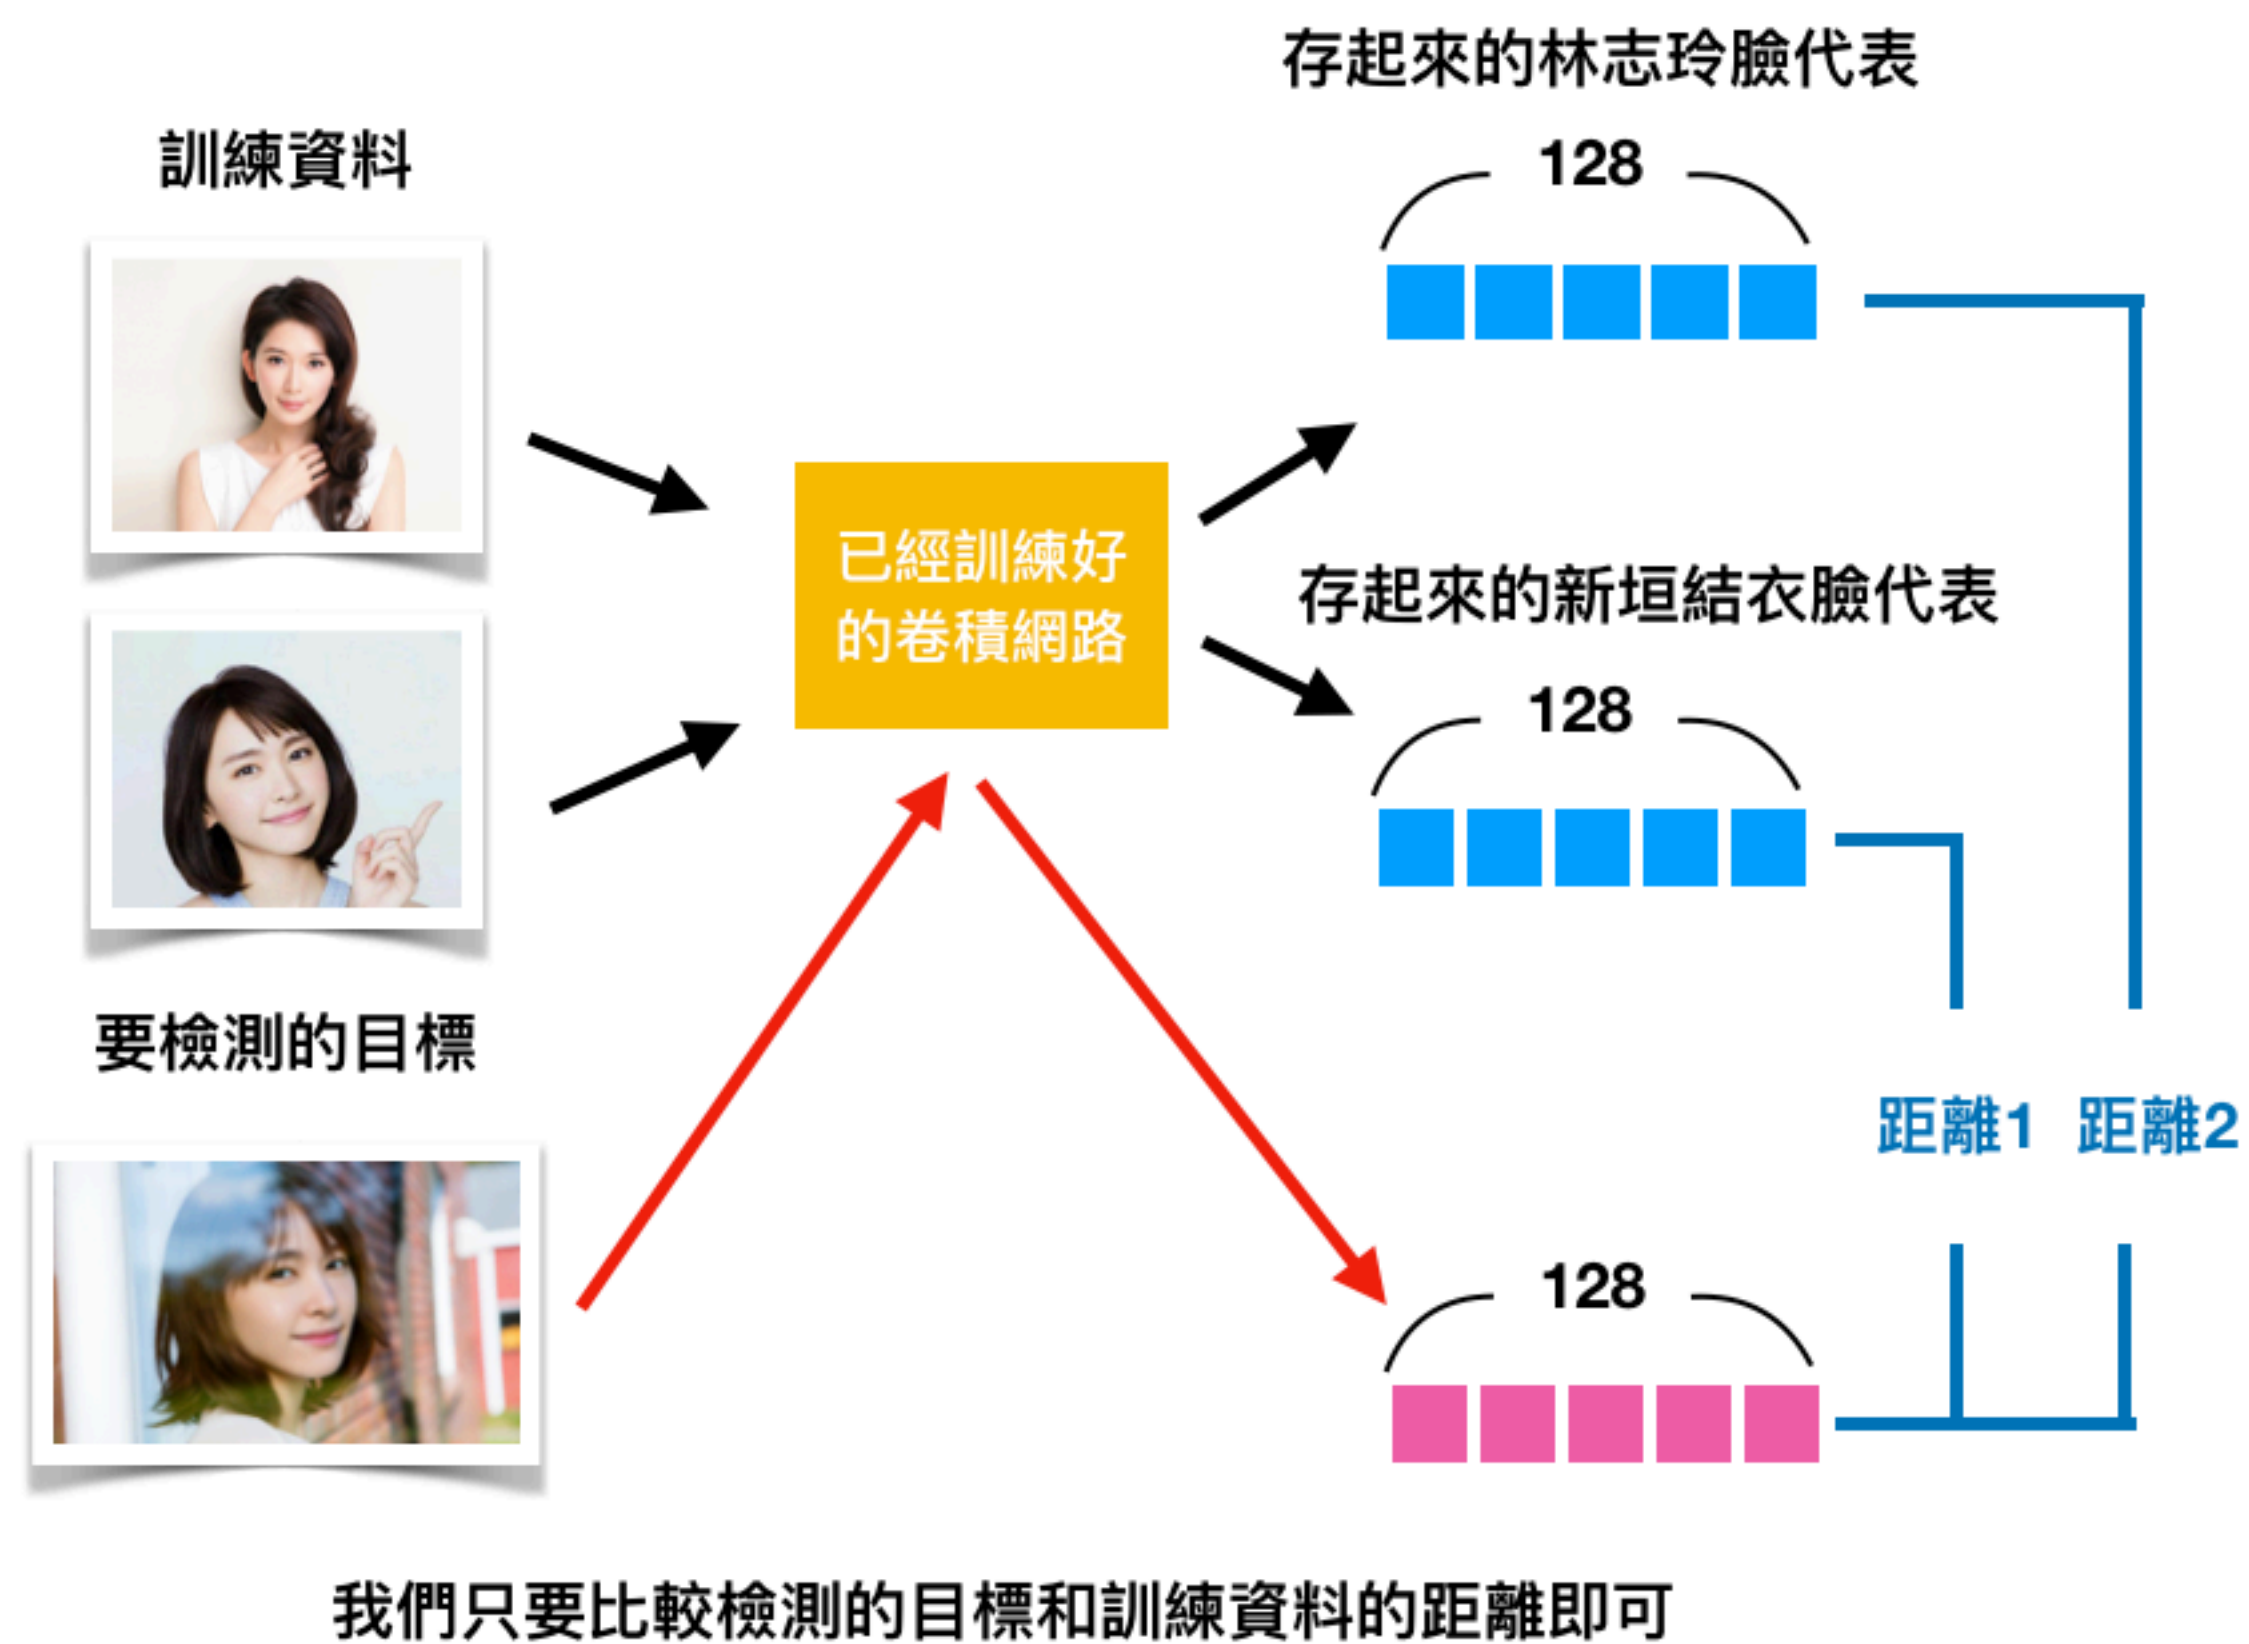 存起來的林志玲臉代表
128
訓練資料
已經訓練好
的卷積網路
存起來的新垣結衣臉代表
128
要檢測的目標
距離1
距離2
128
我們只要比較檢測的目標和訓練資料的距離即可